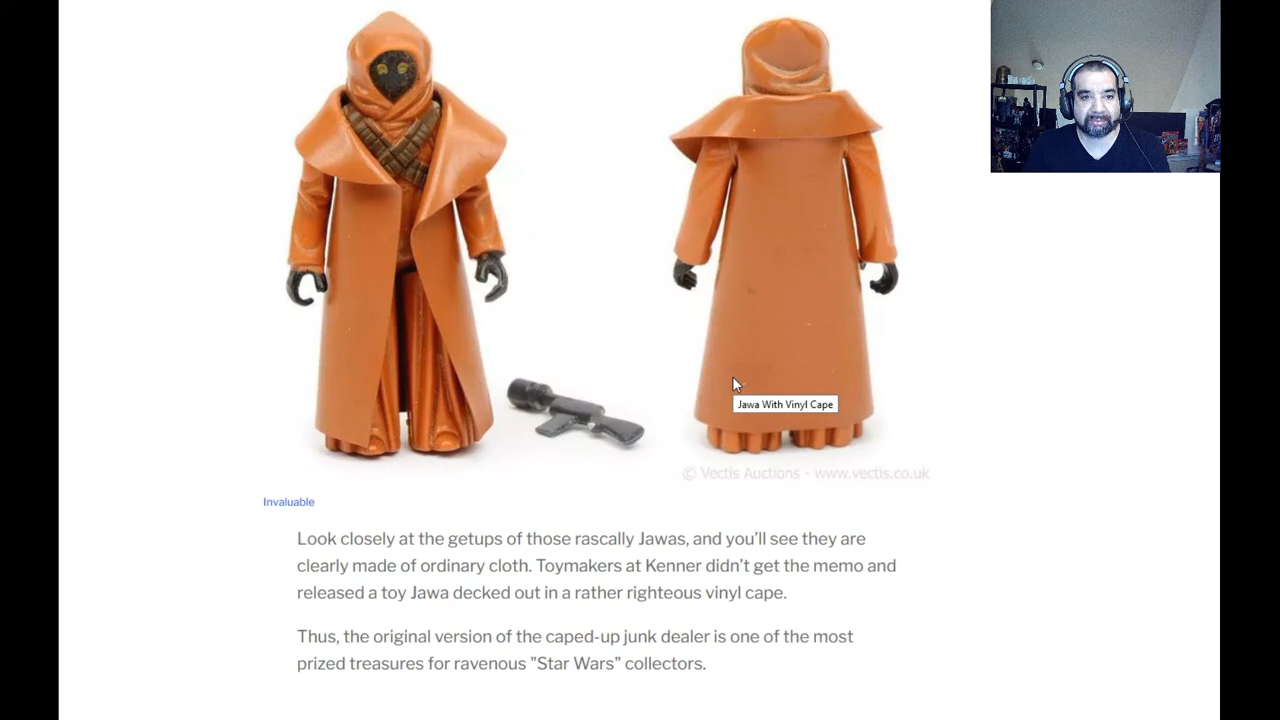 Jawa With Vinyl Cape
© Vectis Auctions - www.vectis.co.uk
Invaluable
Look closely at the getups of those rascally Jawas, and you’ll see they are
clearly made of ordinary cloth. Toymakers at Kenner didn’t get the memo and
released a toy Jawa decked out in a rather righteous vinyl cape.
Thus, the original version of the caped-up junk dealer is one of the most
prized treasures for ravenous "Star Wars" collectors.